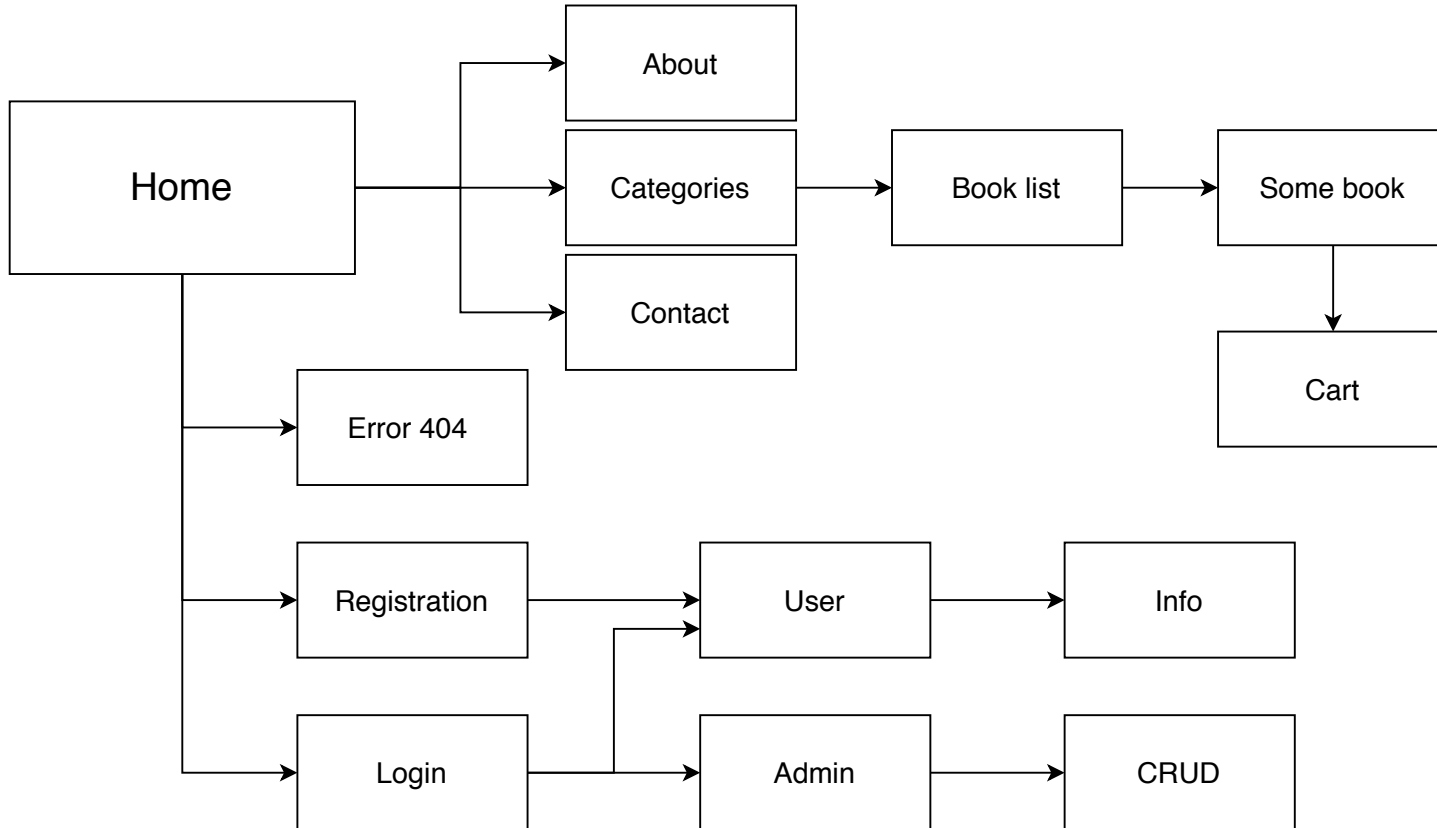 About
Home
Categories
Book list
Some book
Contact
Cart
Error 404
Registration
User
Info
Login
Admin
CRUD